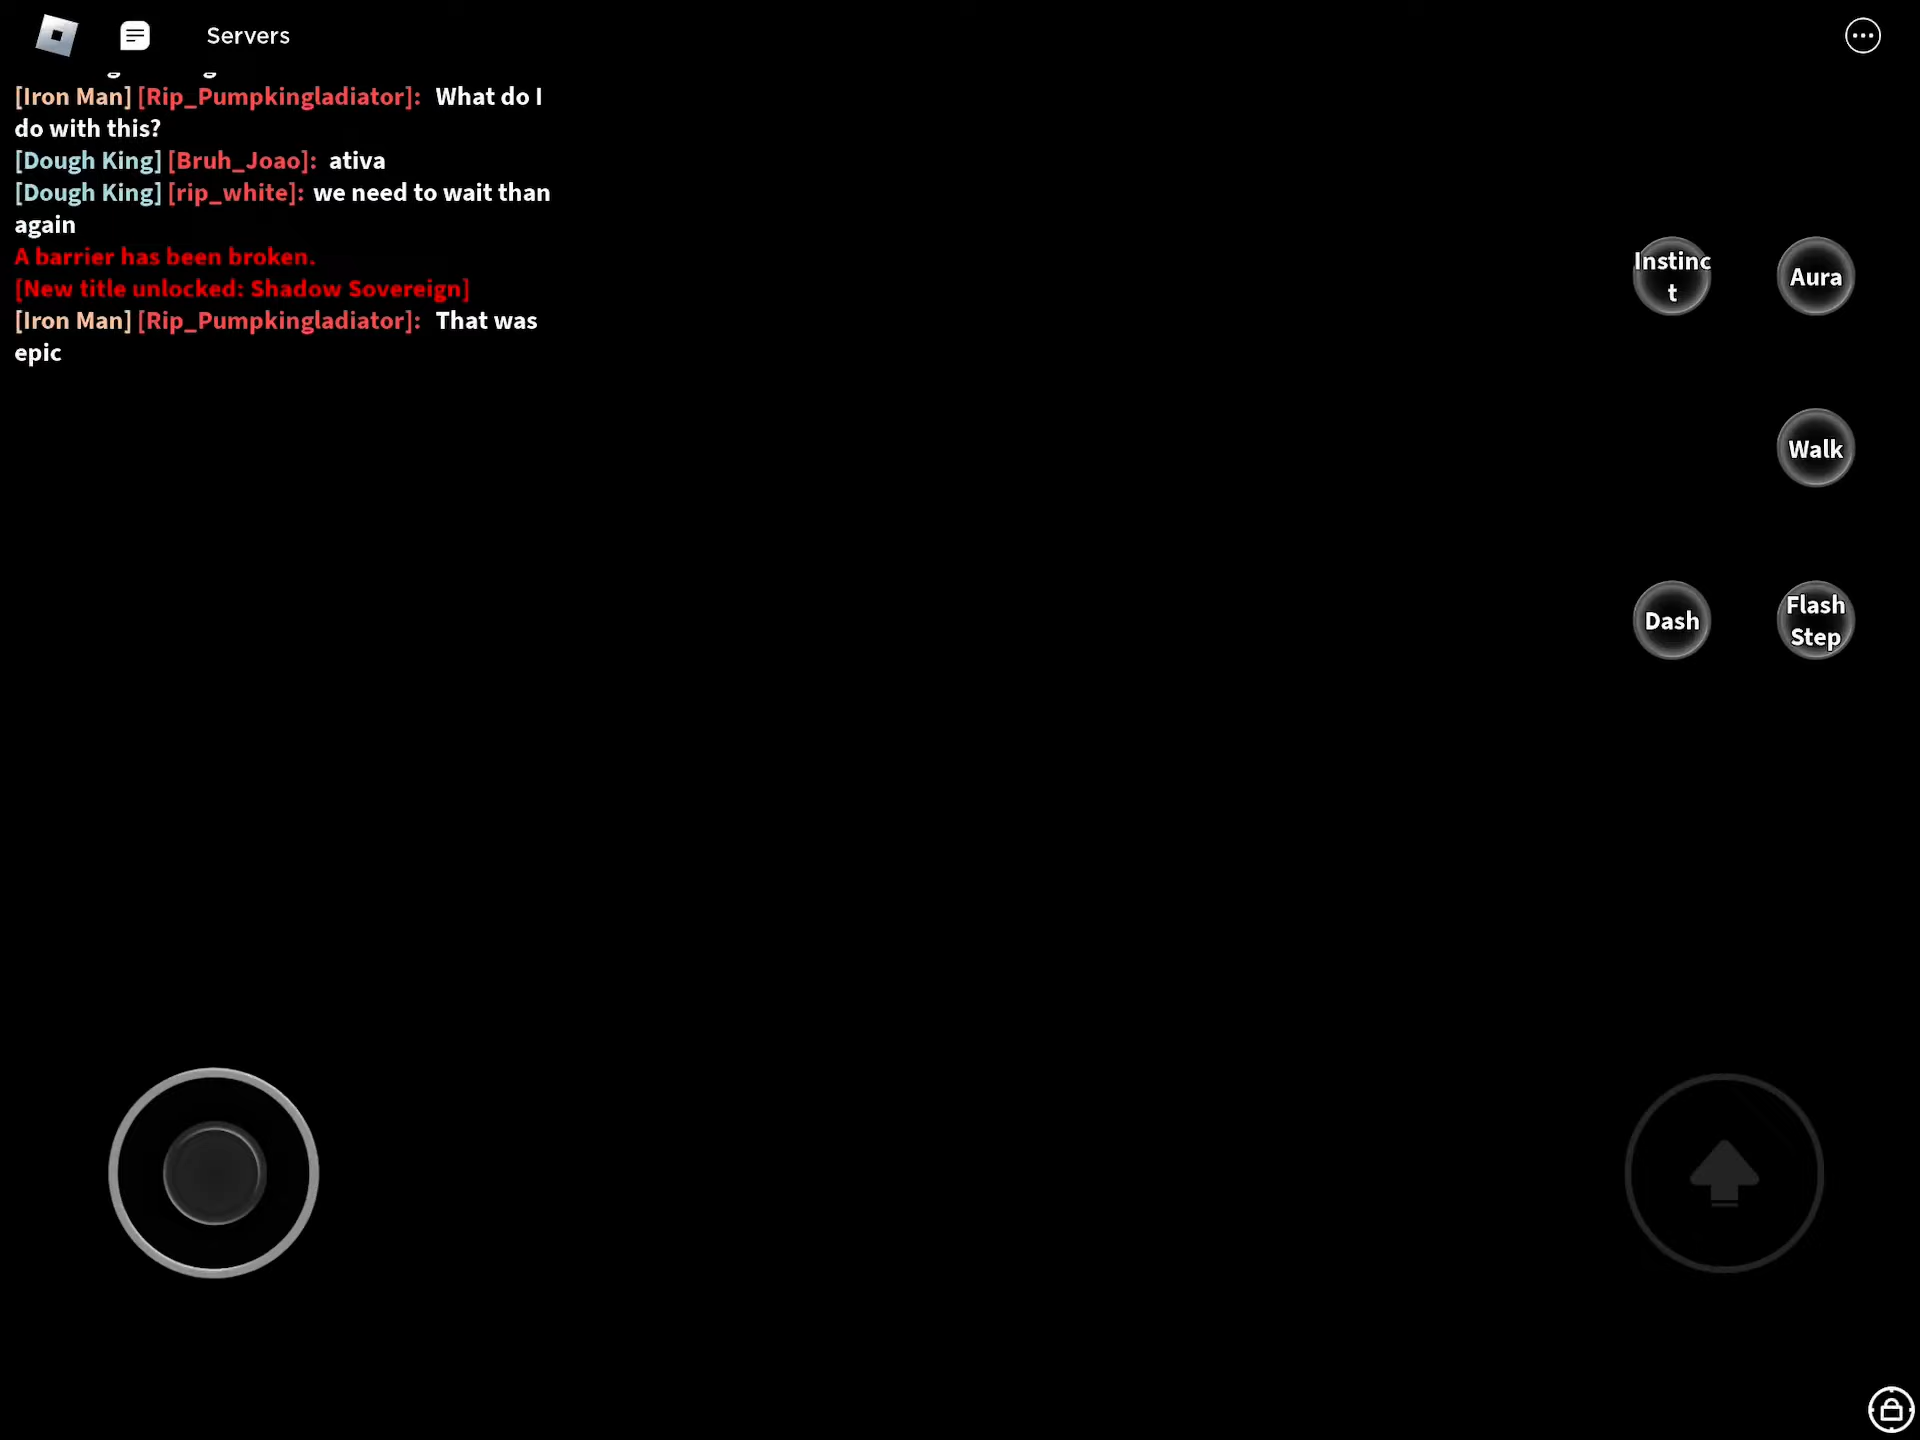 Servers
[Iron Man] [Rip_Pumpkingladiator]: What do I
do with this?
[Dough King] [Bruh_Joao]: ativa
[Dough King] [rip_white]: we need to wait than
again
A barrier has been broken.
[New title unlocked: Shadow Sovereign]
[Iron Man] [Rip_Pumpkingladiator]: That was
epic
Instinc
t
Aura
Walk
Dash
Flash
Step